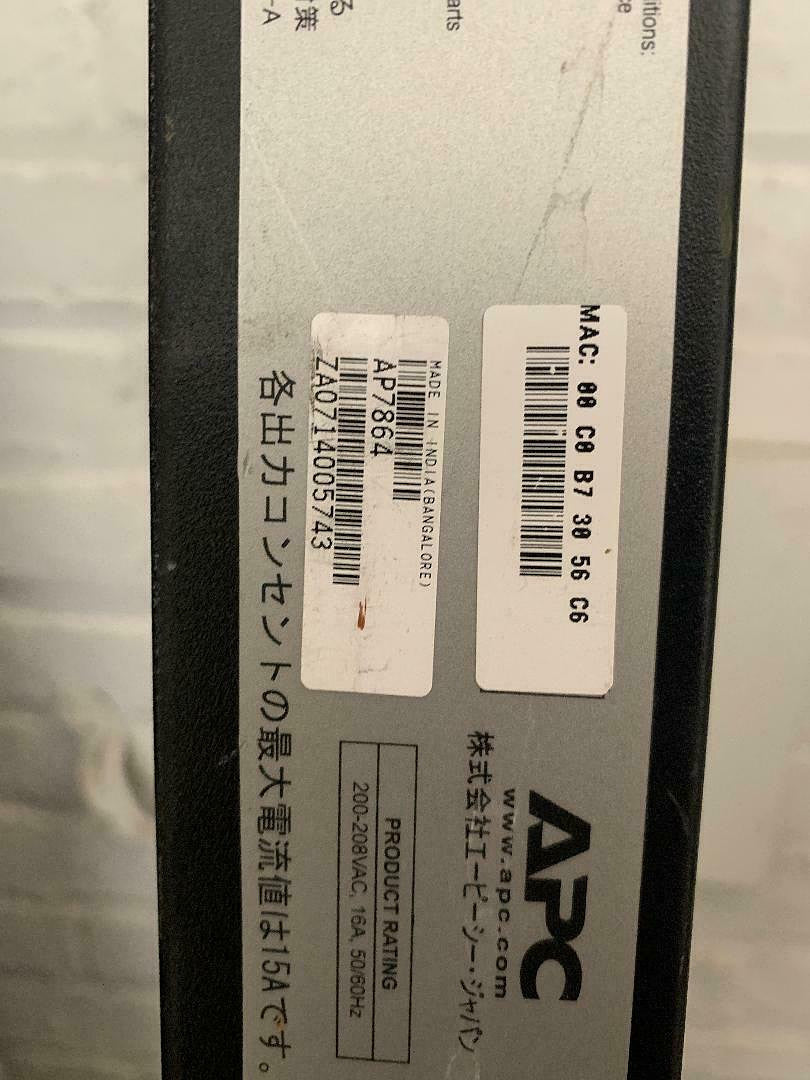 itions:
ce
arts
る
対策
-A
MAC: 00 C0 B7 30 56 C6
MADE IN INDIA(BANGALORE)
AP7864
ZA0714005743
各出力コンセントの最大電流値は15Aです。
APC
www.apc.com
株式会社エーピーシー・ジャパン
PRODUCT RATING
200-208VAC, 16A, 50/60Hz